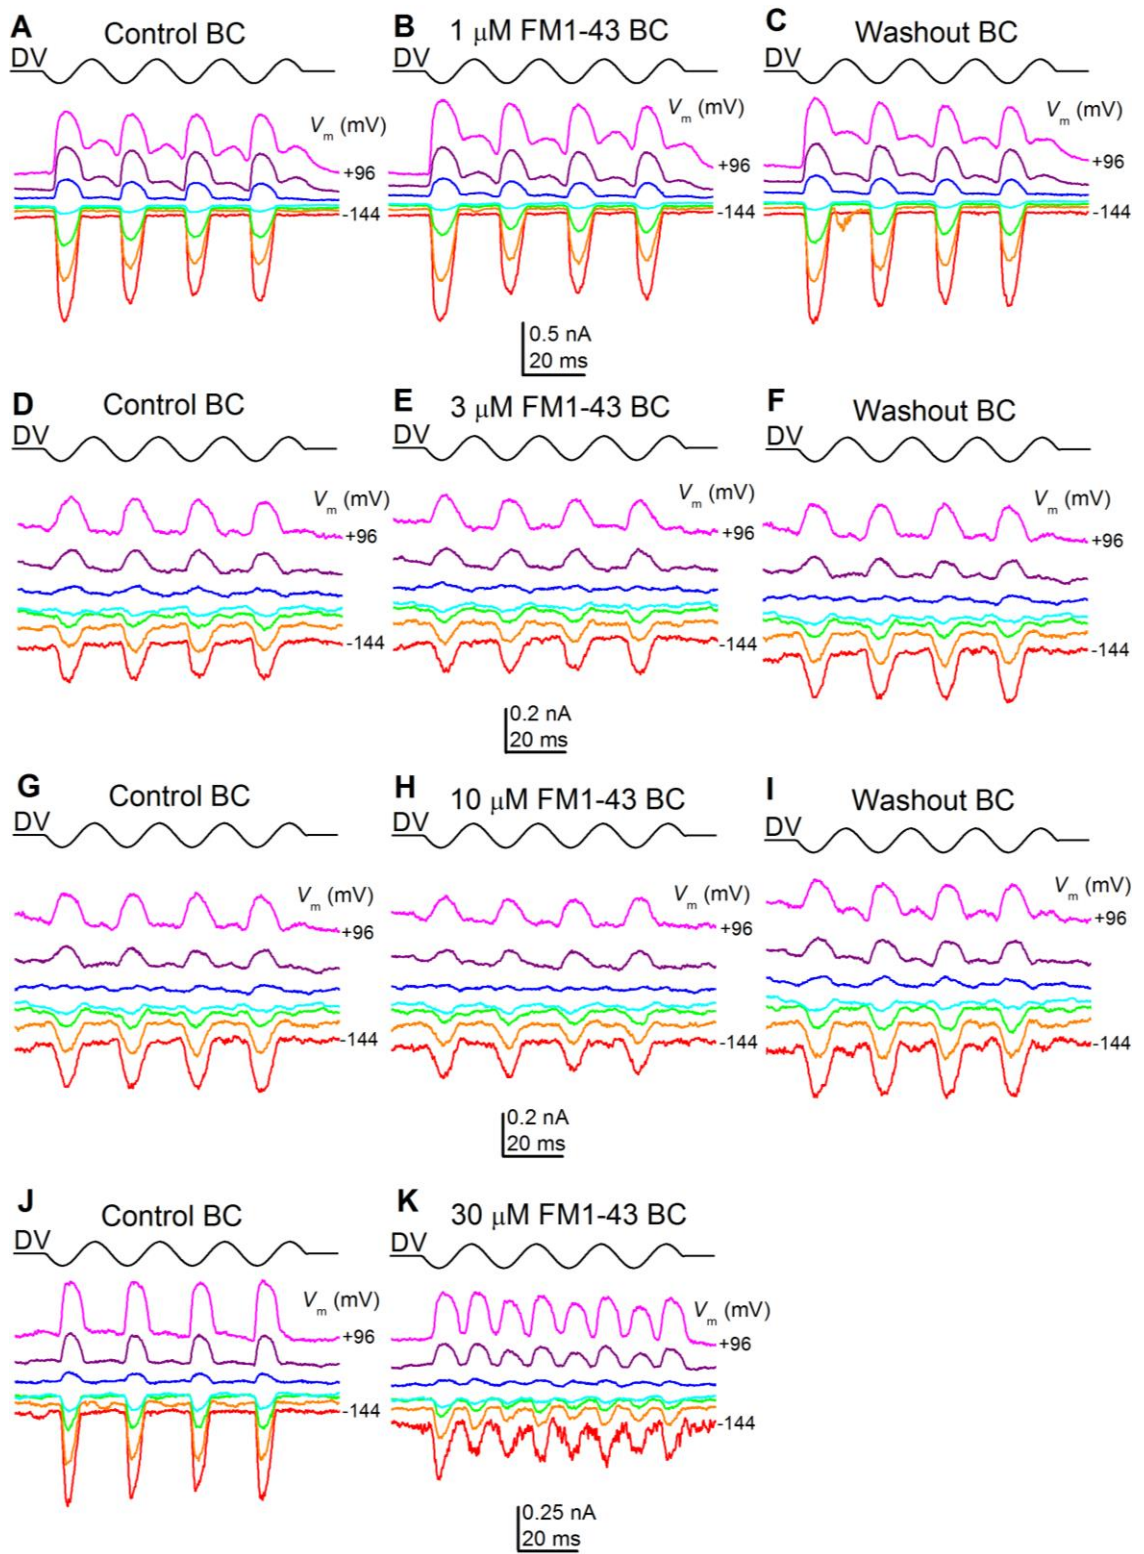 A Control BC
DV
Vm (mV)
+96
-144
B 1 μM FM1-43 BC
DV
Vm (mV)
+96
-144
C Washout BC
DV
Vm (mV)
+96
-144
0.5 nA
20 ms
D Control BC
DV
Vm (mV)
+96
-144
E 3 μM FM1-43 BC
DV
Vm (mV)
+96
-144
F Washout BC
DV
Vm (mV)
+96
-144
0.2 nA
20 ms
G Control BC
DV
Vm (mV)
+96
-144
H 10 μM FM1-43 BC
DV
Vm (mV)
+96
-144
I Washout BC
DV
Vm (mV)
+96
-144
0.2 nA
20 ms
J Control BC
DV
Vm (mV)
+96
-144
K 30 μM FM1-43 BC
DV
Vm (mV)
+96
-144
0.25 nA
20 ms